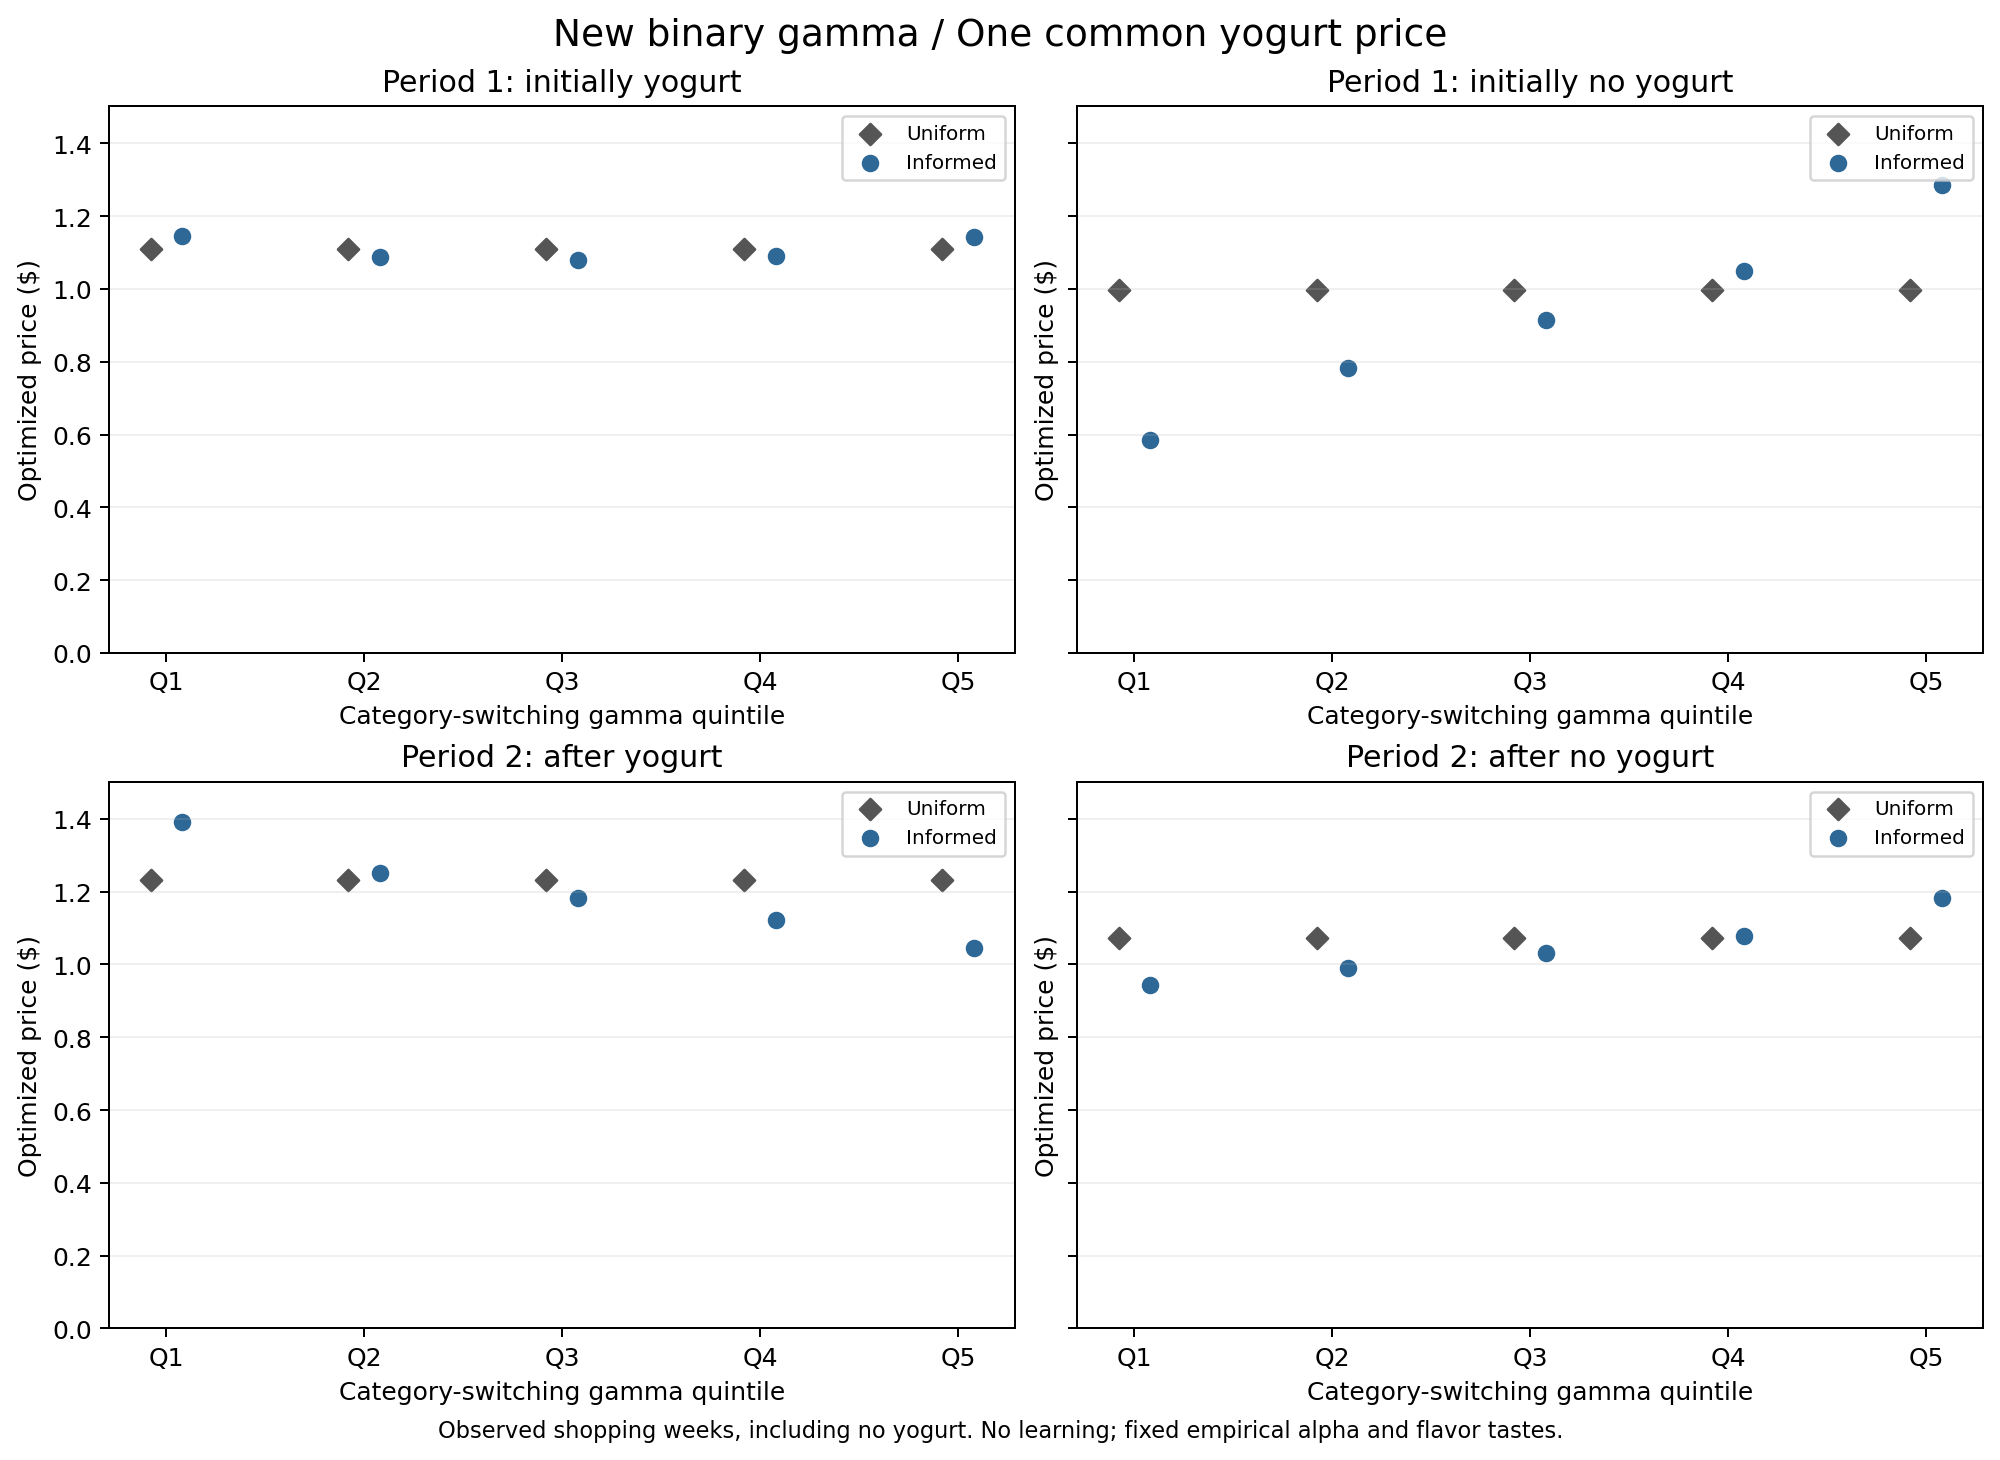 New binary gamma / One common yogurt price
Period 1: initially yogurt
Optimized price ($)
1.4
1.2
1.0
0.8
0.6
0.4
0.2
0.0
Uniform
Informed
Q1 Q2 Q3 Q4 Q5
Category-switching gamma quintile
Period 1: initially no yogurt
Optimized price ($)
Uniform
Informed
Q1 Q2 Q3 Q4 Q5
Category-switching gamma quintile
Period 2: after yogurt
Optimized price ($)
1.4
1.2
1.0
0.8
0.6
0.4
0.2
0.0
Uniform
Informed
Q1 Q2 Q3 Q4 Q5
Category-switching gamma quintile
Period 2: after no yogurt
Optimized price ($)
Uniform
Informed
Q1 Q2 Q3 Q4 Q5
Category-switching gamma quintile
Observed shopping weeks, including no yogurt. No learning; fixed empirical alpha and flavor tastes.